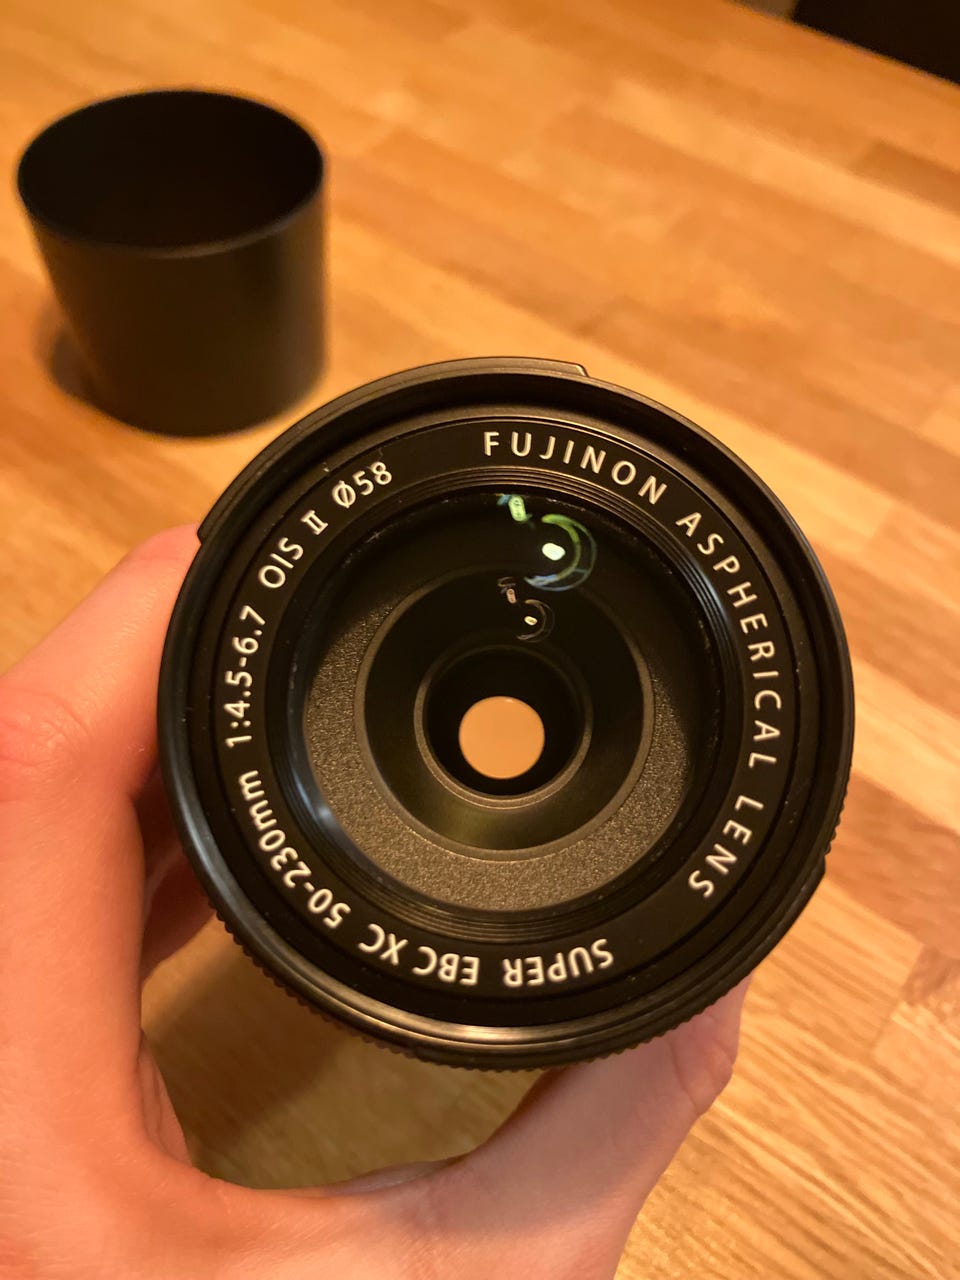 FUJINON ASPHERICAL LENS
SUPER EBC XC 50-230mm 1:4.5-6.7 OIS II Ø58